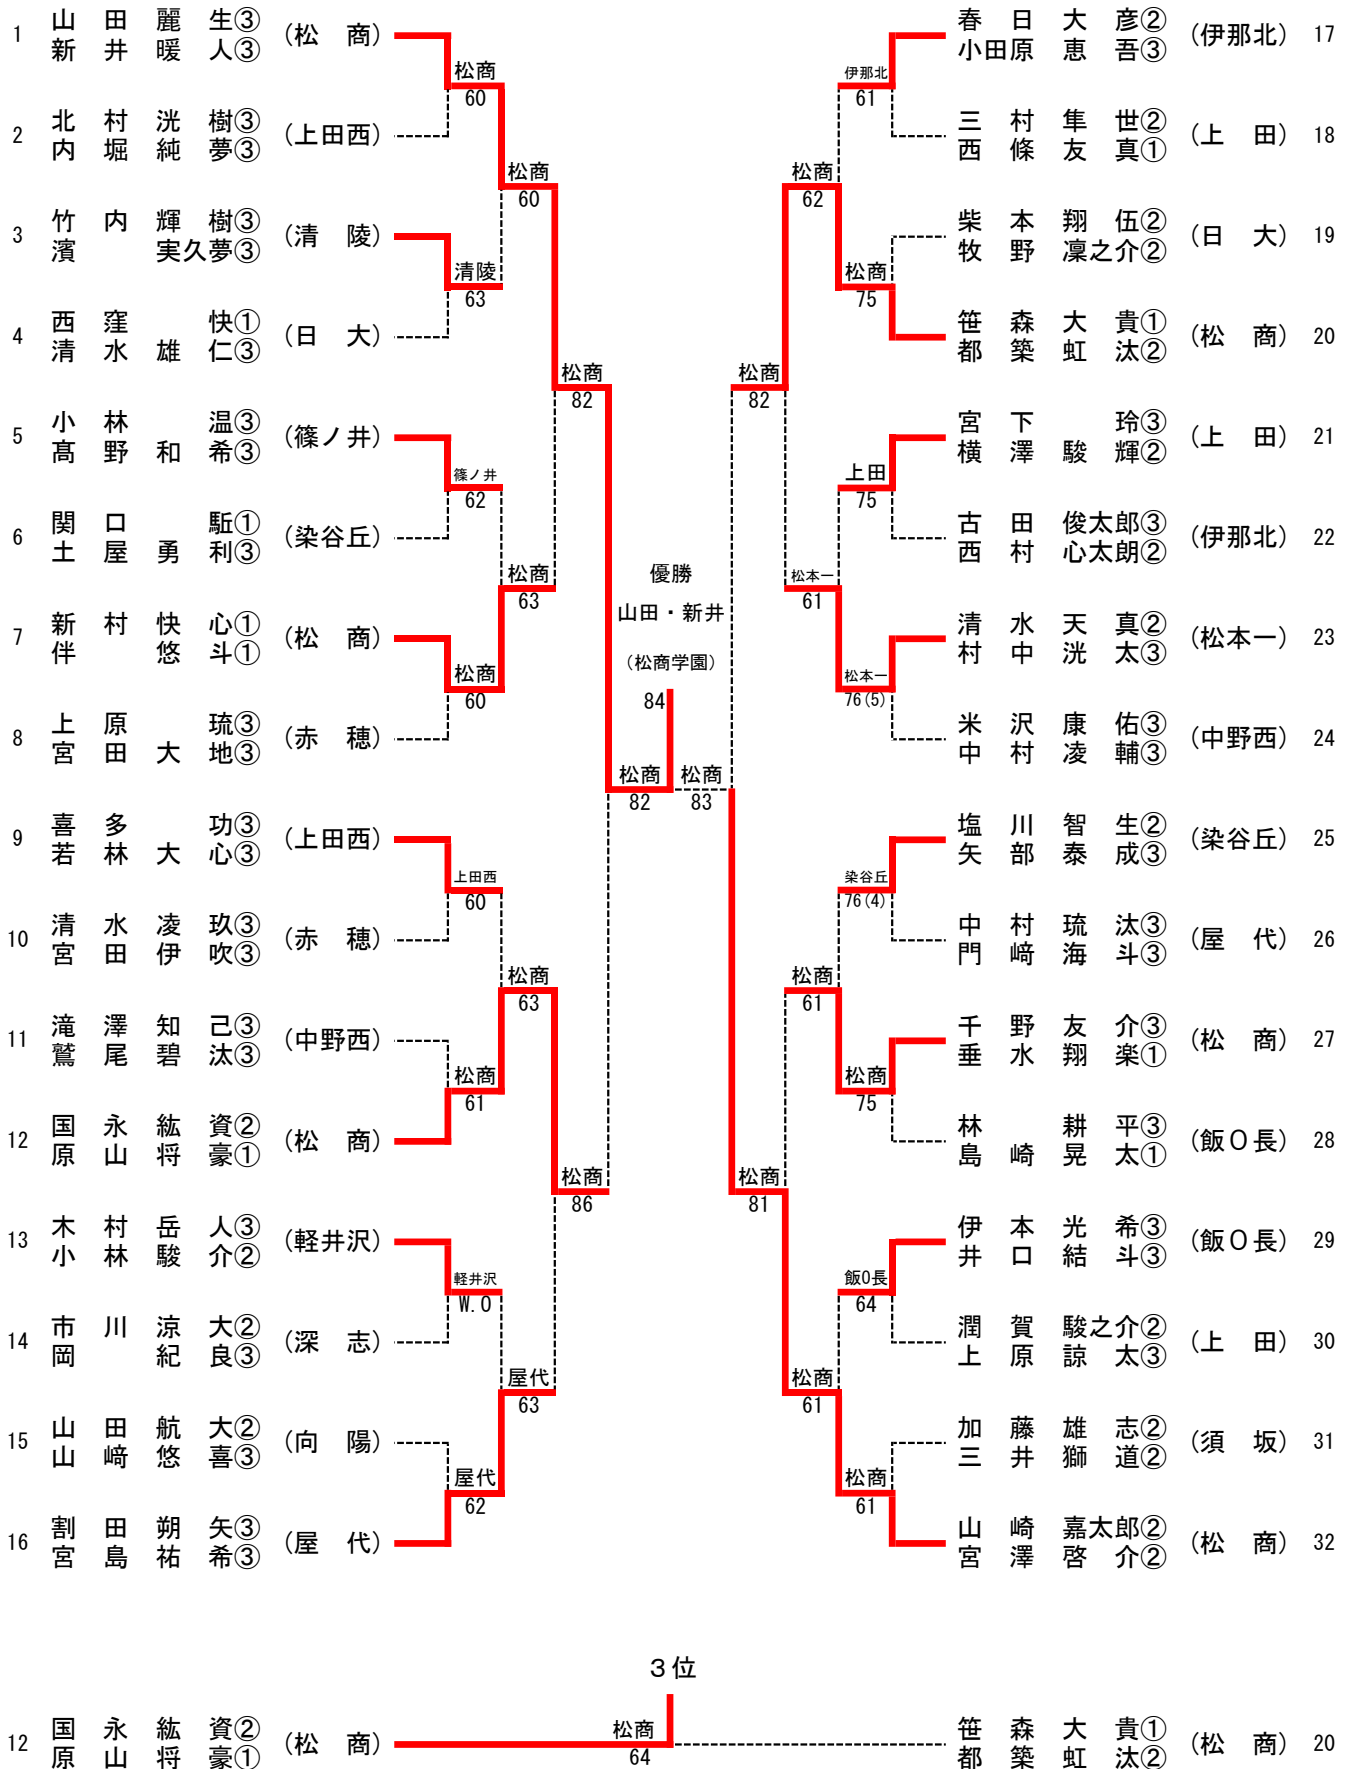 1 山田麗生③ (松商)
新井暖人③
松商
60
2 北村洸樹③ (上田西)
内堀純夢③
松商
60
3 竹内輝樹③ (清陵)
濱実久夢③
清陵
63
4 西窪快① (日大)
清水雄仁③
松商
82
5 小林温③ (篠ノ井)
髙野和希③
篠ノ井
62
6 関口駈① (染谷丘)
土屋勇利③
松商
63
7 新村快心① (松商)
伴悠斗①
松商
60
8 上原琉③ (赤穂)
宮田大地③
松商
82
9 喜多功③ (上田西)
若林大心③
上田西
60
10 清水凌玖③ (赤穂)
宮田伊吹③
松商
63
11 滝澤知己③ (中野西)
鷲尾碧汰③
松商
61
12 国永紘資② (松商)
原山将豪①
松商
86
13 木村岳人③ (軽井沢)
小林駿介②
軽井沢
W.O
14 市川涼大② (深志)
岡紀良③
屋代
63
15 山田航大② (向陽)
山﨑悠喜③
屋代
62
16 割田朔矢③ (屋代)
宮島祐希③
優勝
山田・新井
(松商学園)
84
春日大彦② (伊那北) 17
小田原恵吾③
伊那北
61
三村隼世② (上田) 18
西條友真①
松商
62
柴本翔伍② (日大) 19
牧野凜之介②
松商
75
笹森大貴① (松商) 20
都築虹汰②
松商
82
宮下玲③ (上田) 21
横澤駿輝②
上田
75
古田俊太郎③ (伊那北) 22
西村心太朗②
松本一
61
清水天真② (松本一) 23
村中洸太③
松本一
76(5)
米沢康佑③ (中野西) 24
中村凌輔③
松商
83
塩川智生② (染谷丘) 25
矢部泰成③
染谷丘
76(4)
中村琉汰③ (屋代) 26
門﨑海斗③
松商
61
千野友介③ (松商) 27
垂水翔楽①
松商
75
林耕平③ (飯O長) 28
島崎晃太①
松商
81
伊本光希③ (飯O長) 29
井口結斗③
飯O長
64
潤賀駿之介② (上田) 30
上原諒太③
松商
61
加藤雄志② (須坂) 31
三井獅道②
松商
61
山崎嘉太郎② (松商) 32
宮澤啓介②
3位
12 国永紘資② (松商)
原山将豪①
松商
64
笹森大貴① (松商) 20
都築虹汰②